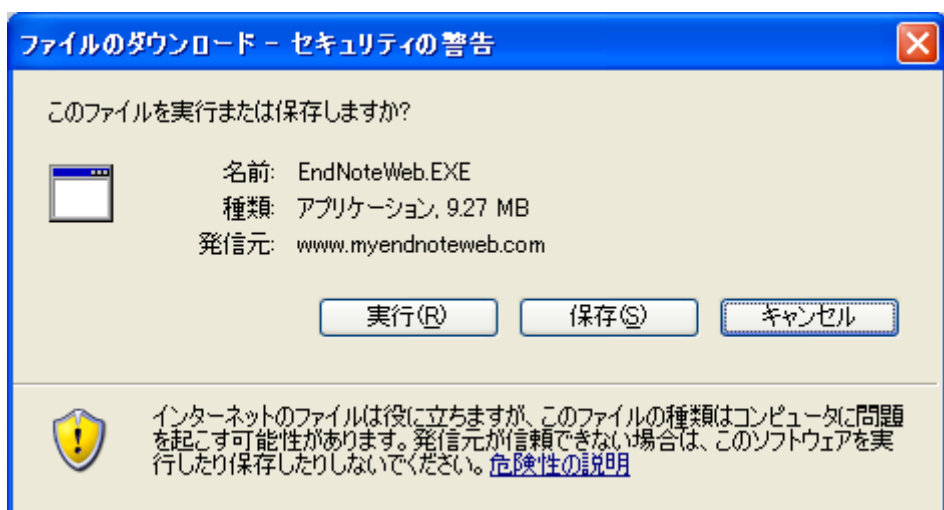 ファイルのダウンロード - セキュリティの警告
このファイルを実行または保存しますか?
名前: EndNoteWeb.EXE
種類: アプリケーション, 9.27 MB
発信元: www.myendnoteweb.com
実行(R) 保存(S) キャンセル
インターネットのファイルは役に立ちますが、このファイルの種類はコンピュータに問題
を起こす可能性があります。発信元が信頼できない場合は、このソフトウェアを実
行したり保存したりしないでください。危険性の説明